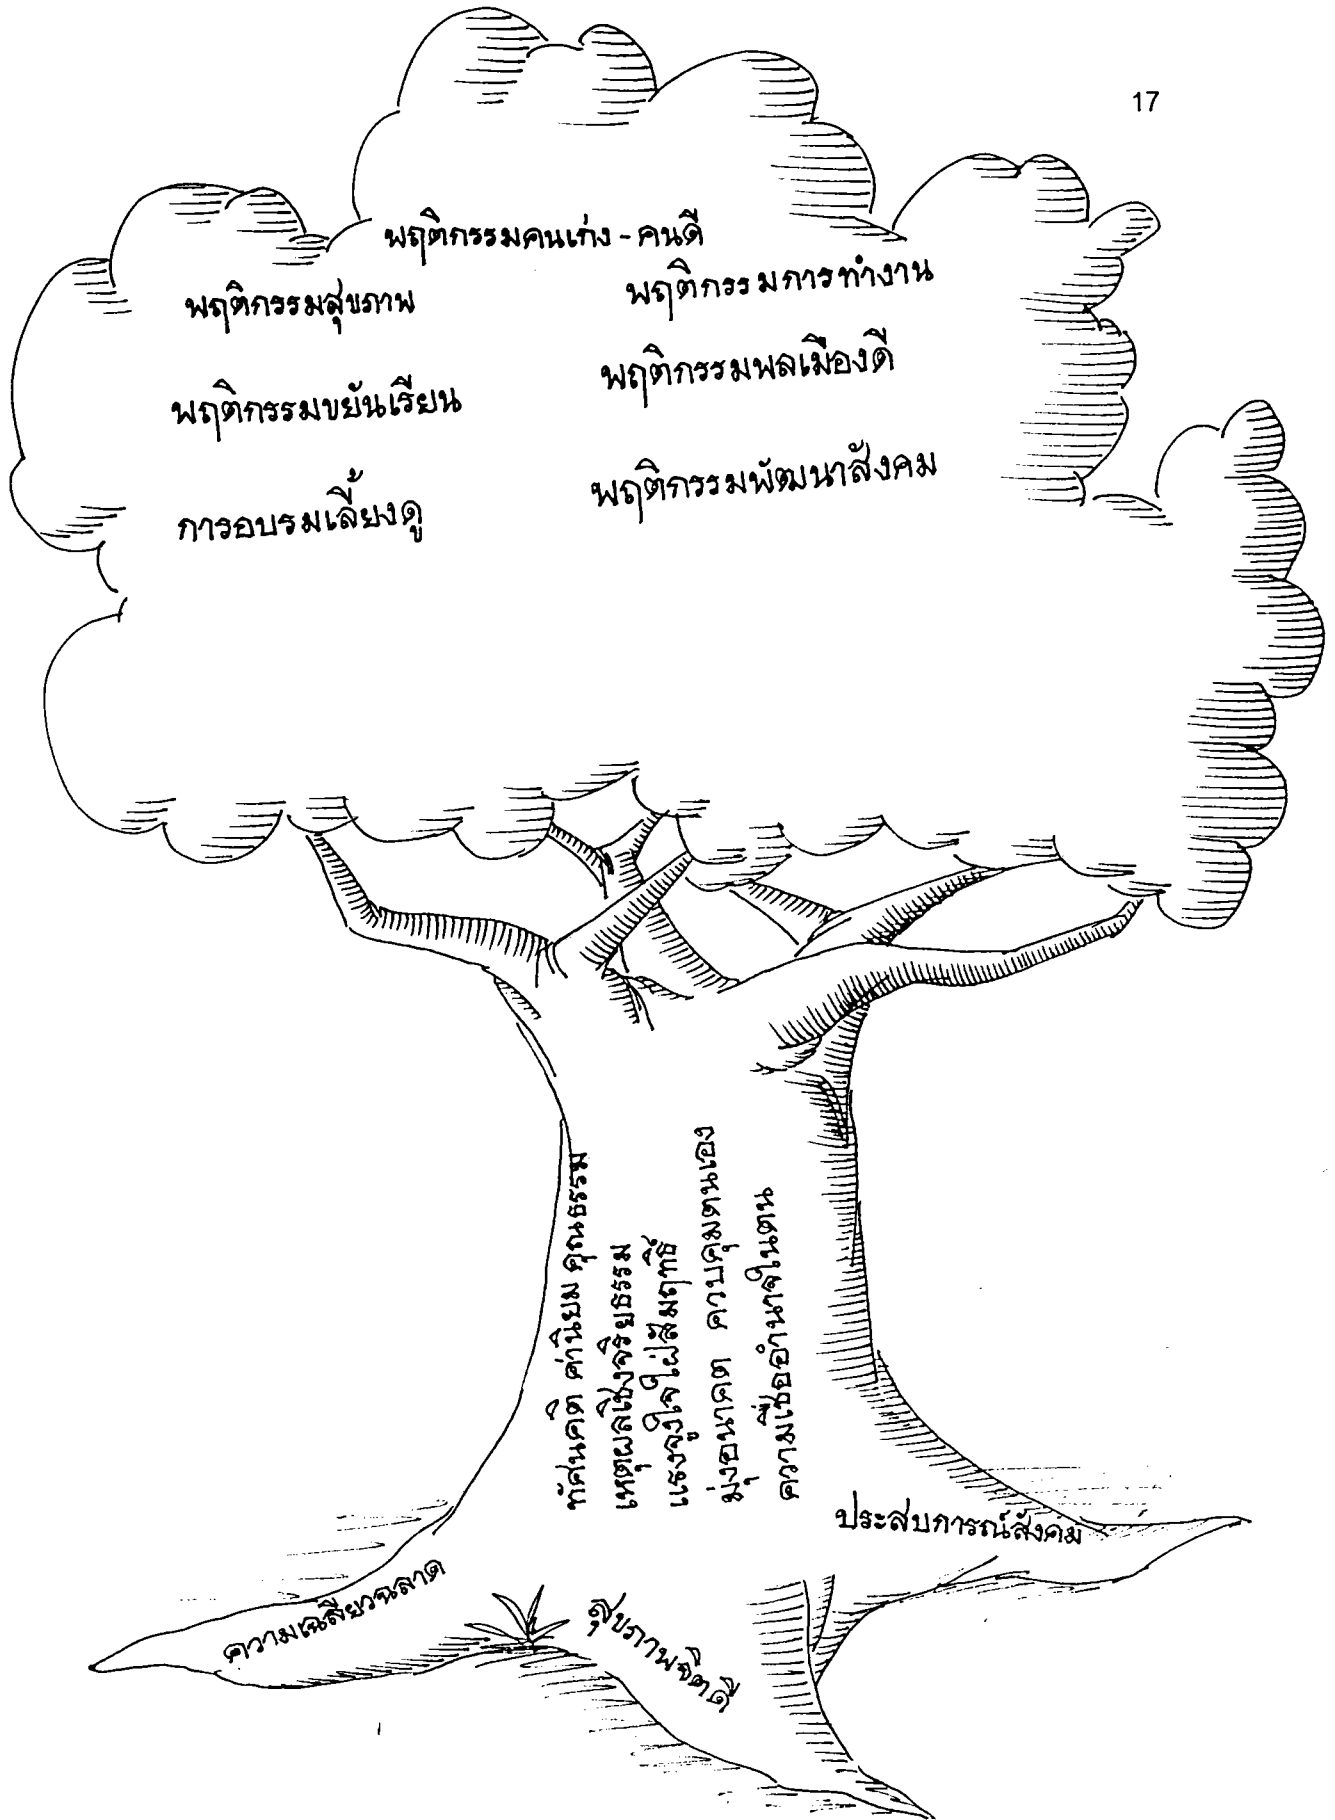 17
พฤติกรรมคนเก่ง - คนดี
พฤติกรรมสุขภาพ
พฤติกรรมการทำงาน
พฤติกรรมขยันเรียน
พฤติกรรมพลเมืองดี
การอบรมเลี้ยงดู
พฤติกรรมพัฒนาสังคม
ทัศนคติ ค่านิยม คุณธรรม
เหตุผลเชิงจริยธรรม
แรงจูงใจใฝ่สัมฤทธิ์
มุ่งอนาคต ควบคุมตนเอง
ความเชื่ออำนาจในตน
ประสบการณ์สังคม
ความเฉลียวฉลาด
สุขภาพจิตดี